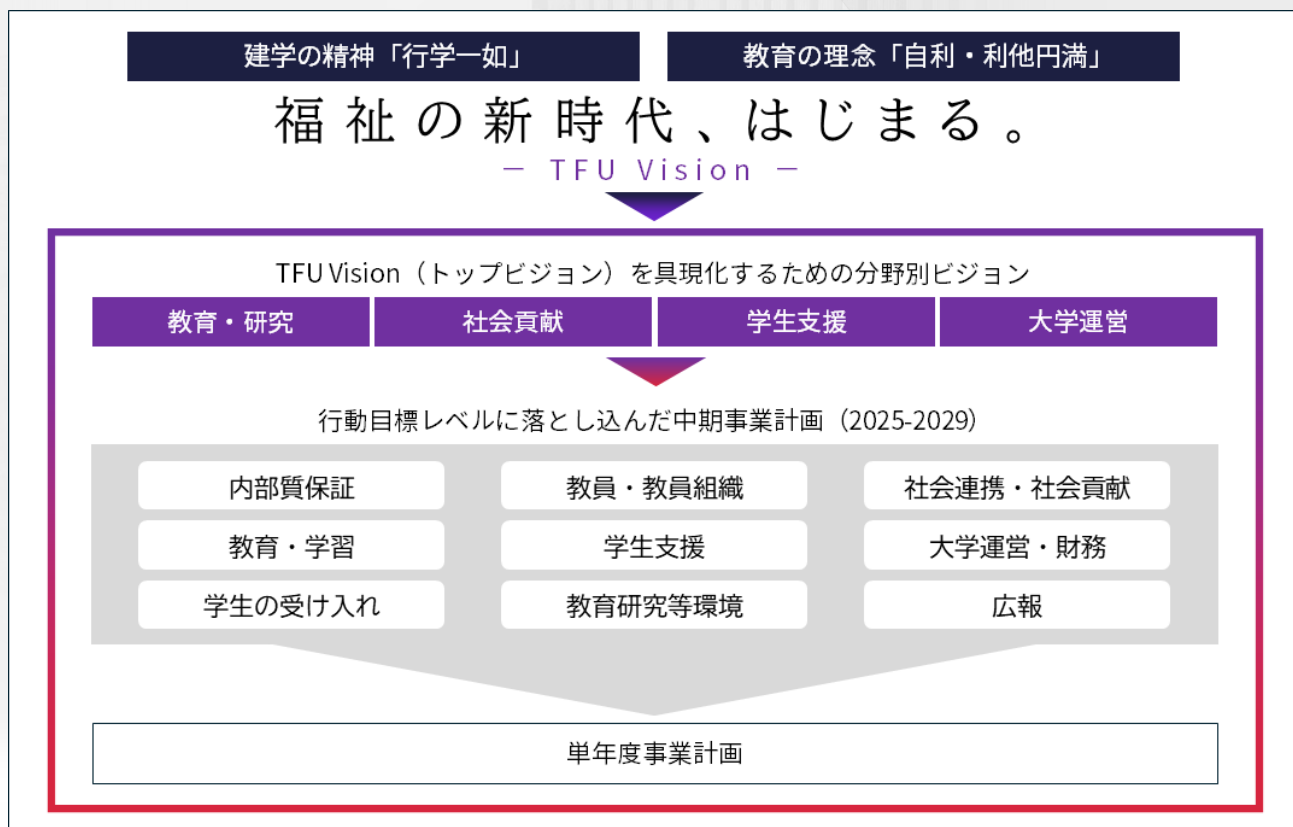 建学の精神「行学一如」
教育の理念「自利・利他円満」
福祉の新時代、はじまる。
－ TFU Vision －
TFU Vision（トップビジョン）を具現化するための分野別ビジョン
教育・研究
社会貢献
学生支援
大学運営
行動目標レベルに落とし込んだ中期事業計画（2025-2029）
内部質保証
教員・教員組織
社会連携・社会貢献
教育・学習
学生支援
大学運営・財務
学生の受け入れ
教育研究等環境
広報
単年度事業計画